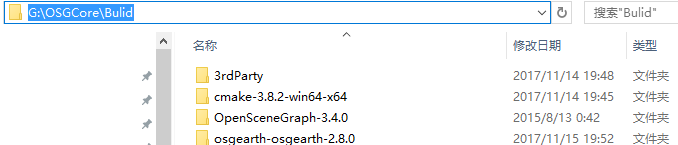 G:\OSGCore\Bulid 搜索"Bulid"
名称 修改日期 类型
3rdParty 2017/11/14 19:48 文件夹
cmake-3.8.2-win64-x64 2017/11/14 19:45 文件夹
OpenSceneGraph-3.4.0 2015/8/13 0:42 文件夹
osgearth-osgearth-2.8.0 2017/11/15 19:52 文件夹